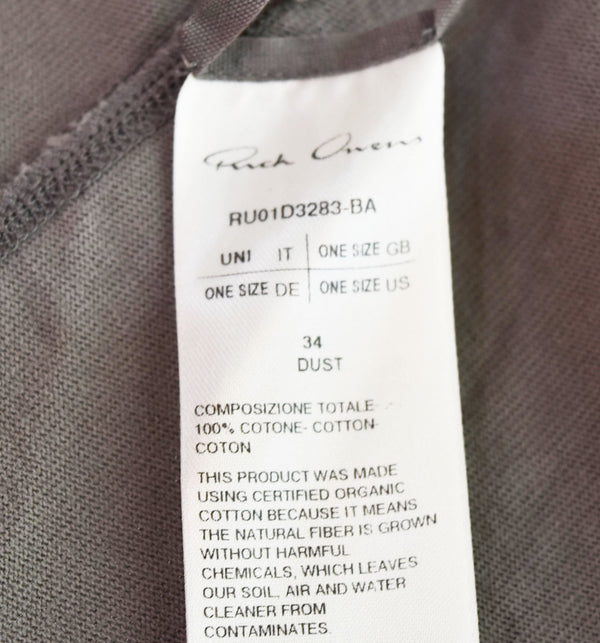 Rick Owens
RU01D3283-BA
UNI IT ONE SIZE GB
ONE SIZE DE ONE SIZE US
34
DUST
COMPOSIZIONE TOTALE
100% COTONE- COTTON-
COTON
THIS PRODUCT WAS MADE
USING CERTIFIED ORGANIC
COTTON BECAUSE IT MEANS
THE NATURAL FIBER IS GROWN
WITHOUT HARMFUL
CHEMICALS, WHICH LEAVES
OUR SOIL, AIR AND WATER
CLEANER FROM
CONTAMINATES.